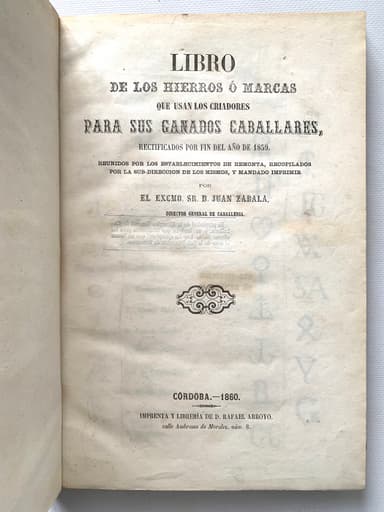 LIBRO
DE LOS HIERROS Ó MARCAS
QUE USAN LOS CRIADORES
PARA SUS GANADOS CABALLARES,
RECTIFICADOS POR FIN DEL AÑO DE 1859.
REUNIDOS POR LOS ESTABLECIMIENTOS DE REMONTA, RECOPILADOS
POR LA SUB-DIRECCION DE LOS MISMOS, Y MANDADO IMPRIMIR
POR
EL EXCMO. SR. D. JUAN ZABALA,
DIRECTOR GENERAL DE CABALLERIA.
CÓRDOBA.—1860.
IMPRENTA Y LIBRERÍA DE D. RAFAEL ARROYO.
calle Ambrosio de Morales, núm. 8.